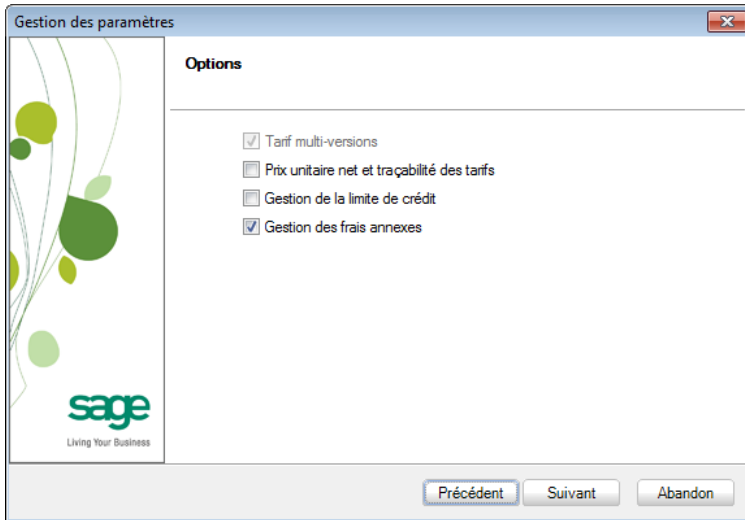 Gestion des paramètres
Options
Tarif multi-versions
Prix unitaire net et traçabilité des tarifs
Gestion de la limite de crédit
Gestion des frais annexes
sage
Living Your Business
Précédent Suivant Abandon